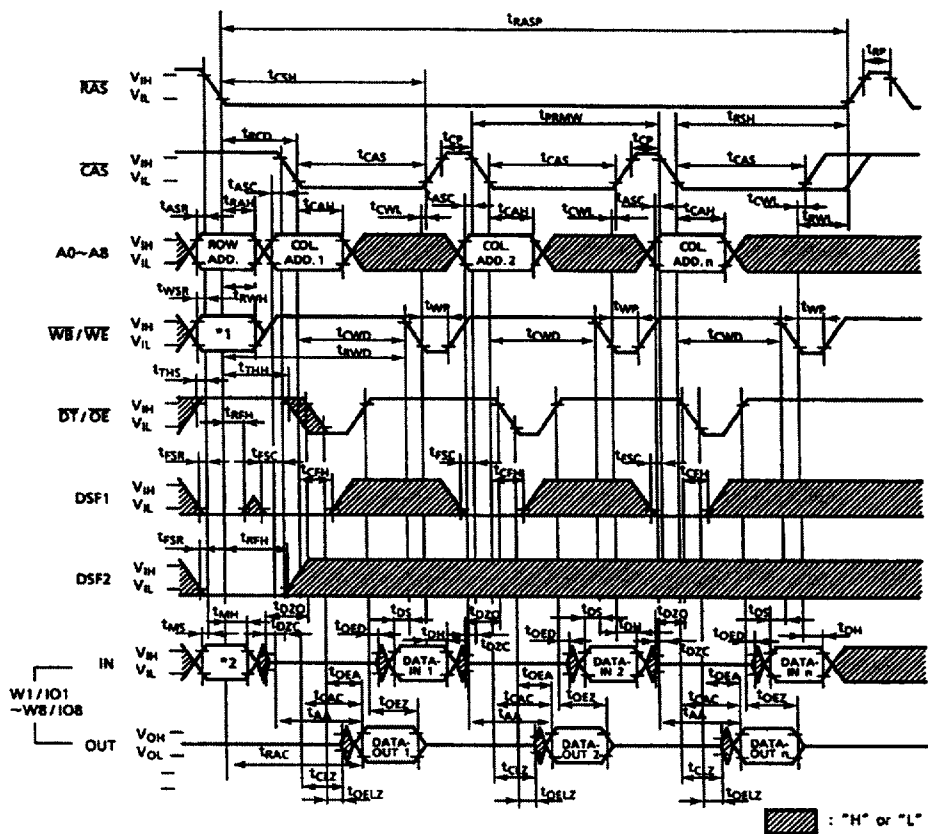 tRASP
tRP
RAS VIH
VIL
tCSH
tRCD
tCP
tPRMW
tCP
tRSH
CAS VIH
VIL
tCAS tCAS tCAS
tASR tRAH tASC tCAH tCWL tASC tCAH tCWL tASC tCAH tCWL tRWL
A0~A8 VIH
VIL
ROW ADD. COL. ADD. 1 COL. ADD. 2 COL. ADD. n
tWSR tRWH
tWP tWP tWP
WB/WE VIH
VIL
*1
tCWD tCWD tCWD
tRWD
tTHS tTHH
DT/OE VIH
VIL
tRFH
tFSR tFSC tCFH tFSC tCFH tFSC tCFH
DSF1 VIH
VIL
tFSR tRFH
DSF2 VIH
VIL
tMH tDZO tDS tDZO tDS tDZO tDS
tMS tDZC tOED tDH tDZC tOED tDH tDZC tOED tDH
IN VIH
VIL
*2 DATA-IN 1 DATA-IN 2 DATA-IN n
W1/IO1
~W8/IO8
tOEA tOEA tOEA
tCAC tOEZ tCAC tOEZ tCAC tOEZ
tAA tAA tAA
OUT VOH
VOL
DATA-OUT 1 DATA-OUT 2 DATA-OUT n
tRAC
tCLZ tCLZ tCLZ
tOELZ tOELZ tOELZ
: "H" or "L"